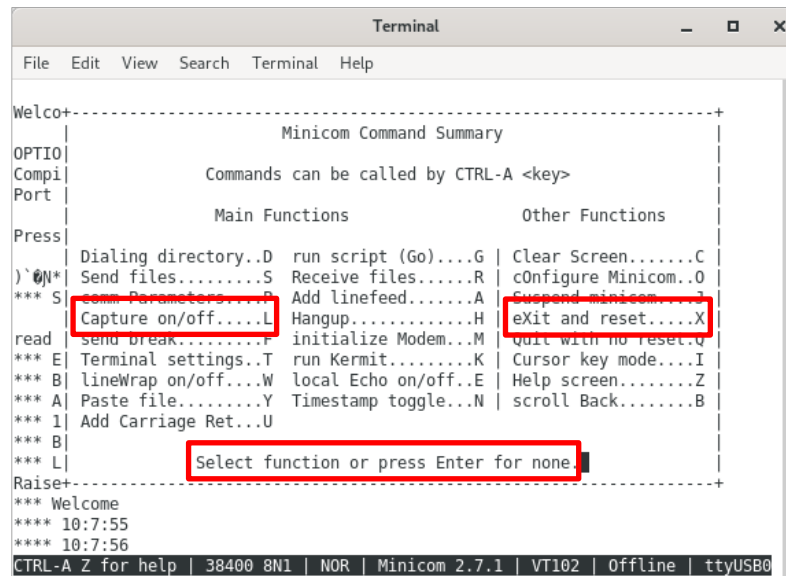 Terminal
File Edit View Search Terminal Help
Welco+----------------------------------------------------------------------+
| Minicom Command Summary |
OPTIO| |
Compi| Commands can be called by CTRL-A <key> |
Port | |
| Main Functions Other Functions |
Press| |
| Dialing directory..D run script (Go)....G | Clear Screen.......C |
)`�N*| Send files.........S Receive files......R | cOnfigure Minicom..O |
*** S| comm Parameters....P Add linefeed.......A | Suspend minicom....J |
| Capture on/off.....L Hangup.............H | eXit and reset.....X |
read | send break.........F initialize Modem...M | Quit with no reset.Q |
*** E| Terminal settings..T run Kermit.........K | Cursor key mode....I |
*** B| lineWrap on/off....W local Echo on/off..E | Help screen........Z |
*** A| Paste file.........Y Timestamp toggle...N | scroll Back........B |
*** 1| Add Carriage Ret...U |
*** B| |
*** L| Select function or press Enter for none. |
Raise+----------------------------------------------------------------------+
*** Welcome
**** 10:7:55
**** 10:7:56
CTRL-A Z for help | 38400 8N1 | NOR | Minicom 2.7.1 | VT102 | Offline | ttyUSB0